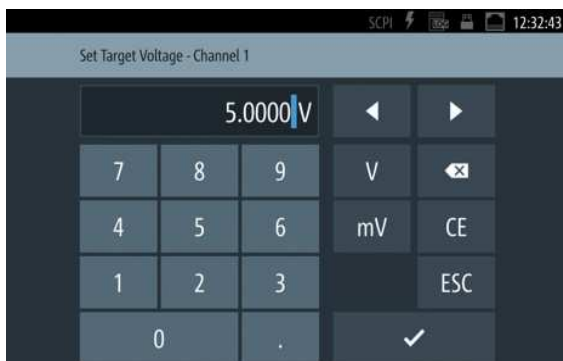 SCPI 12:32:43
Set Target Voltage - Channel 1
5.0000 V
7 8 9 V
4 5 6 mV CE
1 2 3 ESC
0 .